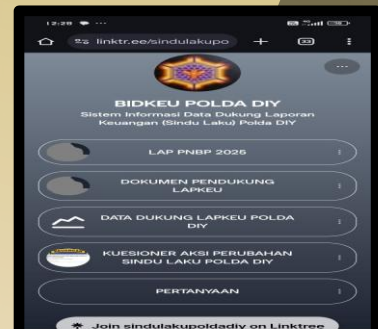 12:29
linktr.ee/sindulakupo
BIDKEU POLDA DIY
Sistem Informasi Data Dukung Laporan
Keuangan (Sindu Laku) Polda DIY
LAP PNBP 2025
DOKUMEN PENDUKUNG
LAPKEU
DATA DUKUNG LAPKEU POLDA
DIY
KUESIONER AKSI PERUBAHAN
SINDU LAKU POLDA DIY
PERTANYAAN
Join sindulakupoldadiy on Linktree